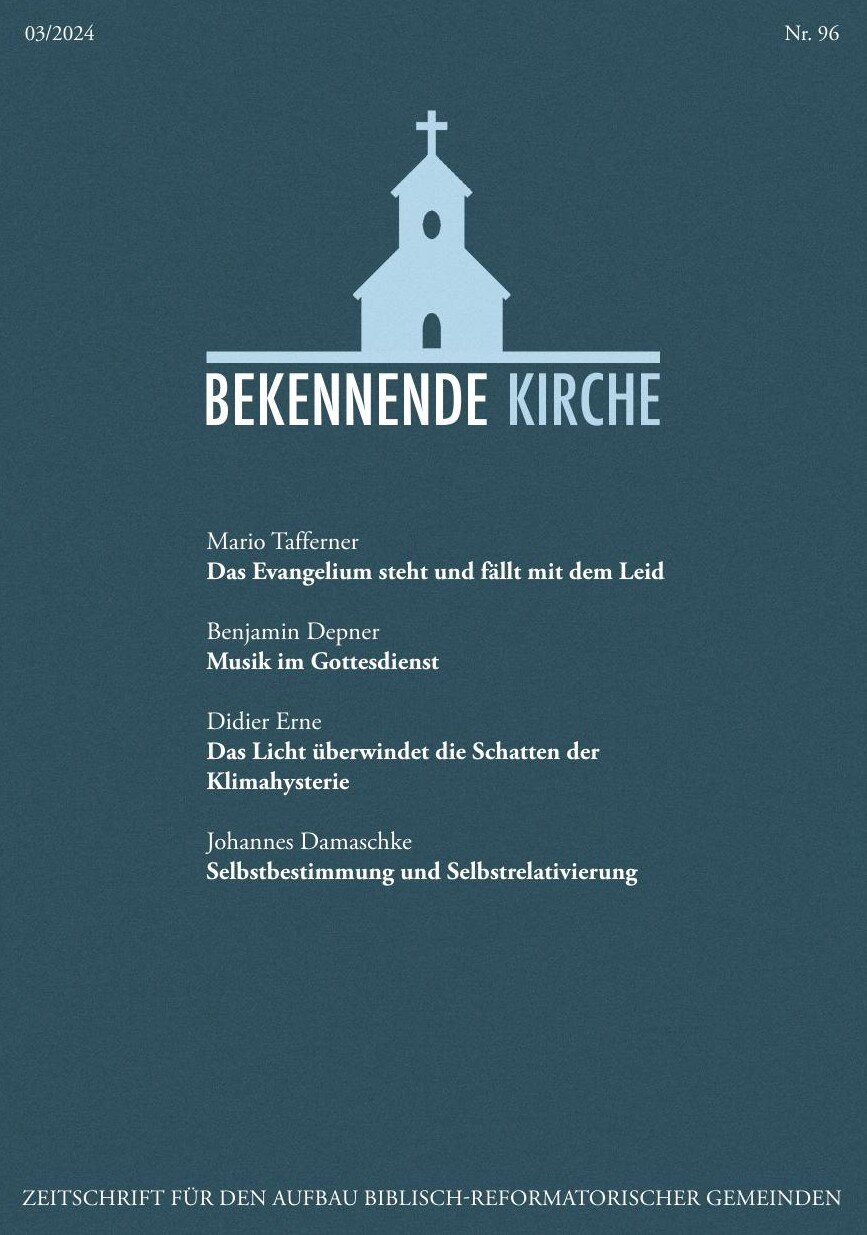 03/2024
Nr. 96
BEKENNENDE KIRCHE
Mario Tafferner
Das Evangelium steht und fällt mit dem Leid
Benjamin Depner
Musik im Gottesdienst
Didier Erne
Das Licht überwindet die Schatten der
Klimahysterie
Johannes Damaschke
Selbstbestimmung und Selbstrelativierung
ZEITSCHRIFT FÜR DEN AUFBAU BIBLISCH-REFORMATORISCHER GEMEINDEN